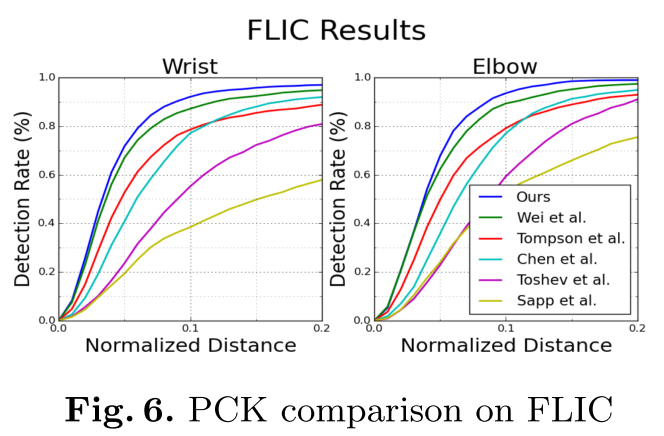 FLIC Results
Wrist
Elbow
1.0
0.8
0.6
0.4
0.2
0.0
Detection Rate (%)
0.0 0.1 0.2
Normalized Distance
1.0
0.8
0.6
0.4
0.2
0.0
Detection Rate (%)
0.0 0.1 0.2
Normalized Distance
Ours
Wei et al.
Tompson et al.
Chen et al.
Toshev et al.
Sapp et al.
Fig. 6. PCK comparison on FLIC